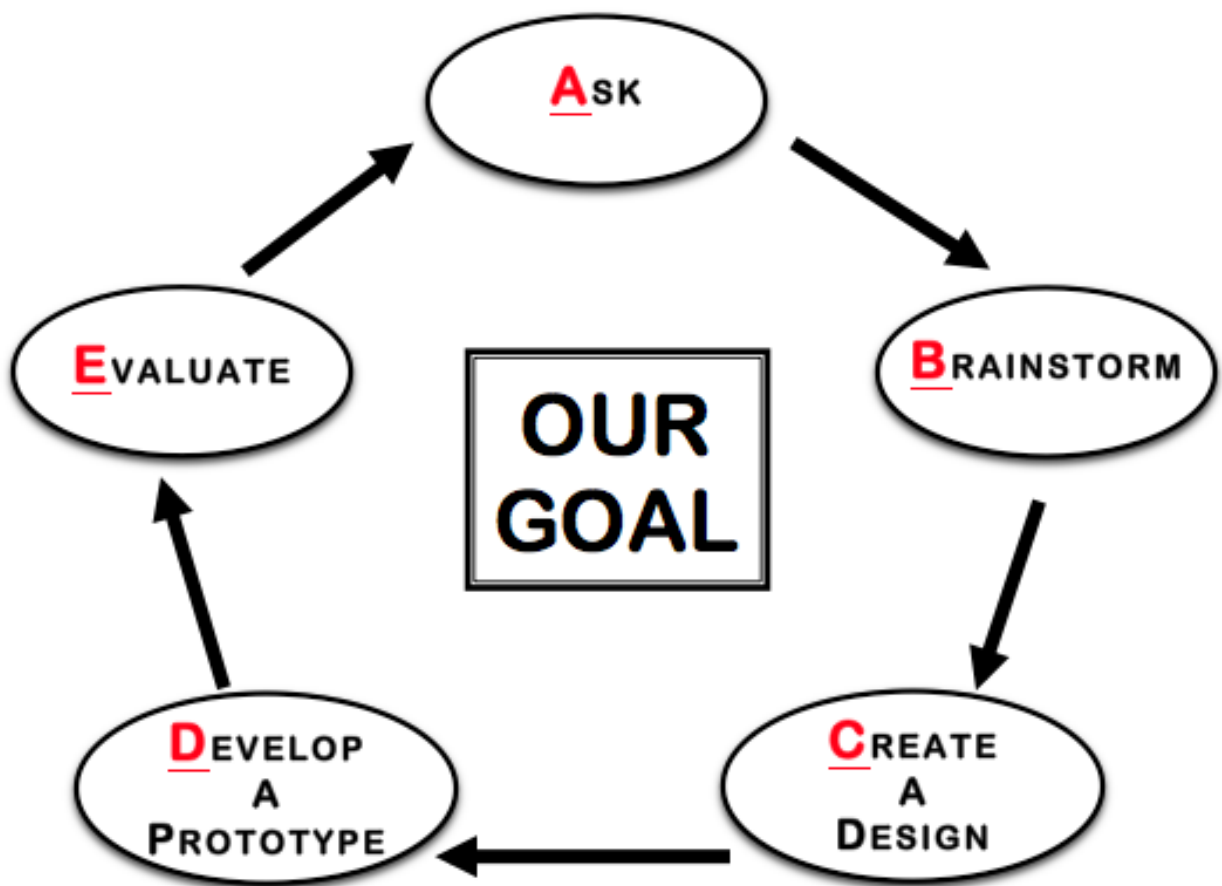 ASK
BRAINSTORM
CREATE
A
DESIGN
DEVELOP
A
PROTOTYPE
EVALUATE
OUR
GOAL